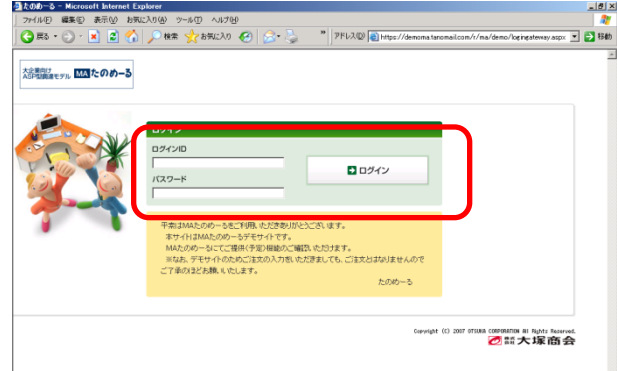 たのめーる - Microsoft Internet Explorer
ファイル(F) 編集(E) 表示(V) お気に入り(A) ツール(T) ヘルプ(H)
戻る 検索 お気に入り アドレス(D) https://demoma.tanomail.com/r/ma/demo/logingateway.aspx 移動
大企業向け
ASP型購買モデル MAたのめーる
ログイン
ログインID
パスワード
ログイン
平素はMAたのめーるをご利用いただきありがとうございます。
本サイトはMAたのめーるデモサイトです。
MAたのめーるにてご提供(予定)機能のご確認いただけます。
※なお、デモサイトのためご注文の入力をいただきましても、ご注文とはなりませんので
ご了承のほどお願いいたします。
たのめーる
Copyright (C) 2007 OTSUKA CORPORATION All Rights Reserved.
株式会社 大塚商会